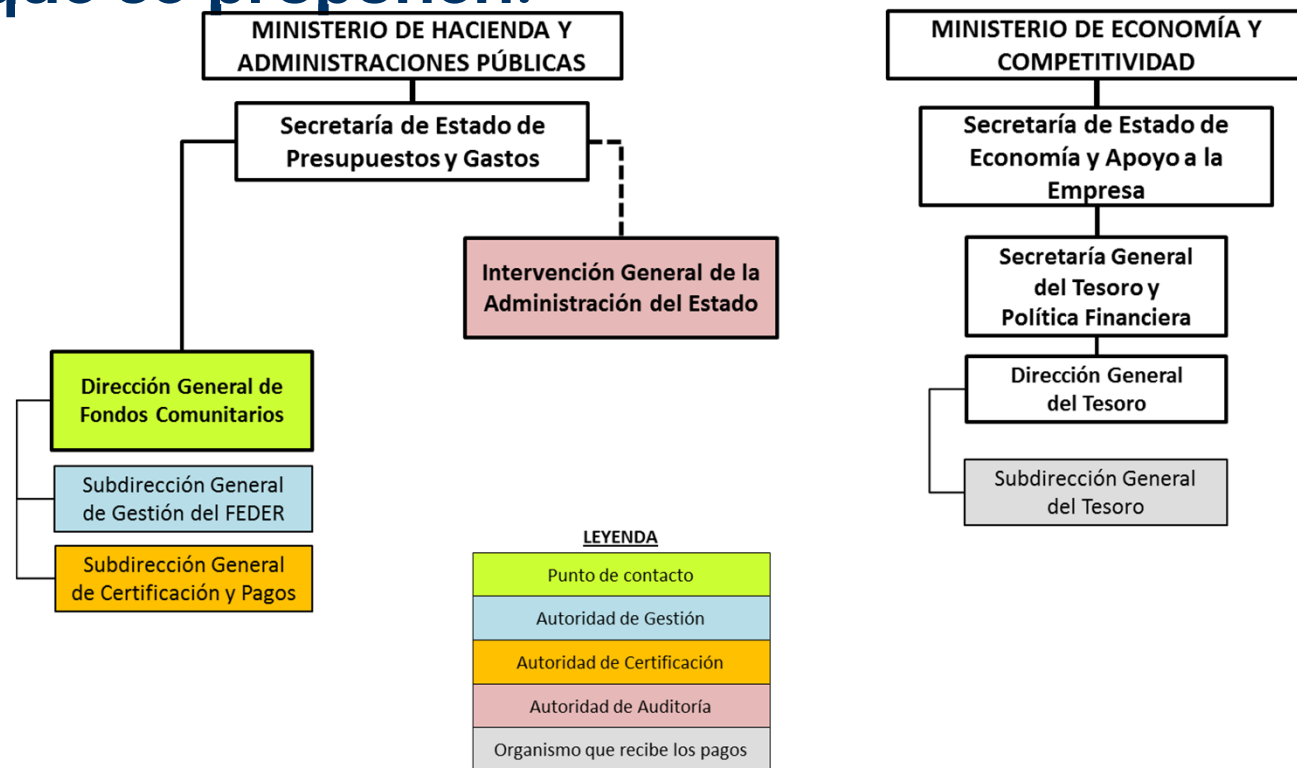 que se proponen:
MINISTERIO DE HACIENDA Y
ADMINISTRACIONES PÚBLICAS
Secretaría de Estado de
Presupuestos y Gastos
Intervención General de la
Administración del Estado
Dirección General de
Fondos Comunitarios
Subdirección General
de Gestión del FEDER
Subdirección General
de Certificación y Pagos
MINISTERIO DE ECONOMÍA Y
COMPETITIVIDAD
Secretaría de Estado de
Economía y Apoyo a la
Empresa
Secretaría General
del Tesoro y
Política Financiera
Dirección General
del Tesoro
Subdirección General
del Tesoro
LEYENDA
Punto de contacto
Autoridad de Gestión
Autoridad de Certificación
Autoridad de Auditoría
Organismo que recibe los pagos